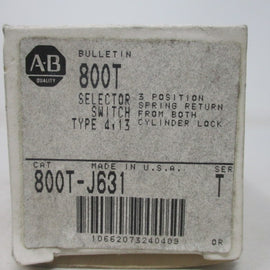 A-B
QUALITY
BULLETIN
800T
SELECTOR SWITCH TYPE 4,13
3 POSITION SPRING RETURN FROM BOTH CYLINDER LOCK
CAT MADE IN U.S.A. SER
800T-J631 T
10662073240409 OR